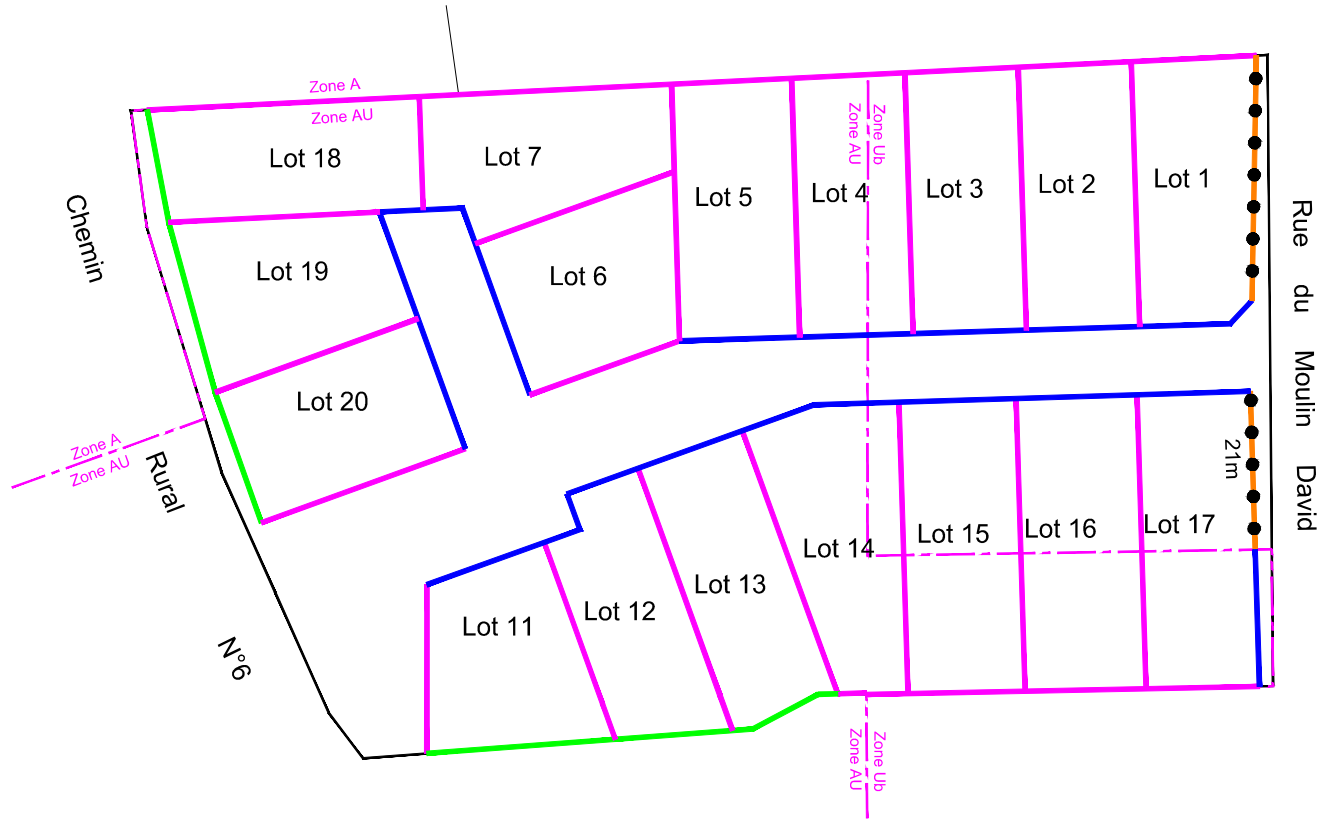 Zone A
Zone AU
Lot 18
Lot 7
Lot 5
Lot 4
Zone AU
Zone Ub
Lot 3
Lot 2
Lot 1
Chemin
Lot 19
Lot 6
Rue du Moulin David
Lot 20
Zone A
Zone AU
Rural
21m
Lot 14
Lot 15
Lot 16
Lot 17
Lot 13
Lot 12
Lot 11
N°6
Zone AU
Zone Ub